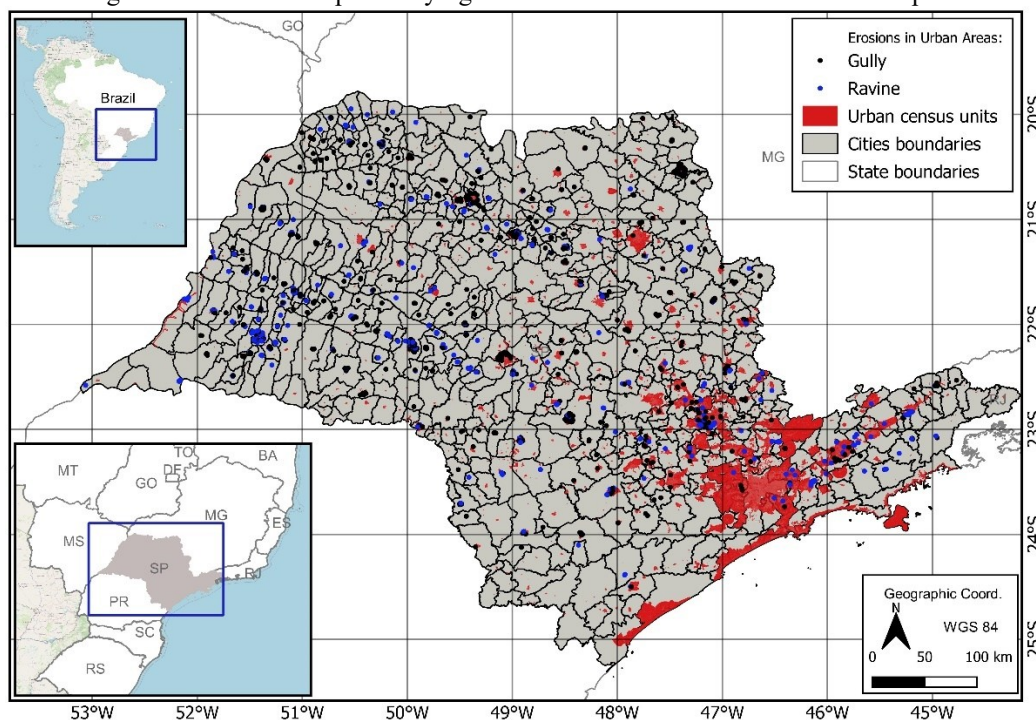 GO
Brazil
Erosions in Urban Areas:
Gully
Ravine
Urban census units
Cities boundaries
State boundaries
MG
20°S
21°S
22°S
23°S
24°S
25°S
RJ
MT
TO
DF
GO
BA
MG
ES
MS
SP
RJ
PR
SC
RS
Geographic Coord.
N
WGS 84
0 50 100 km
53°W 52°W 51°W 50°W 49°W 48°W 47°W 46°W 45°W